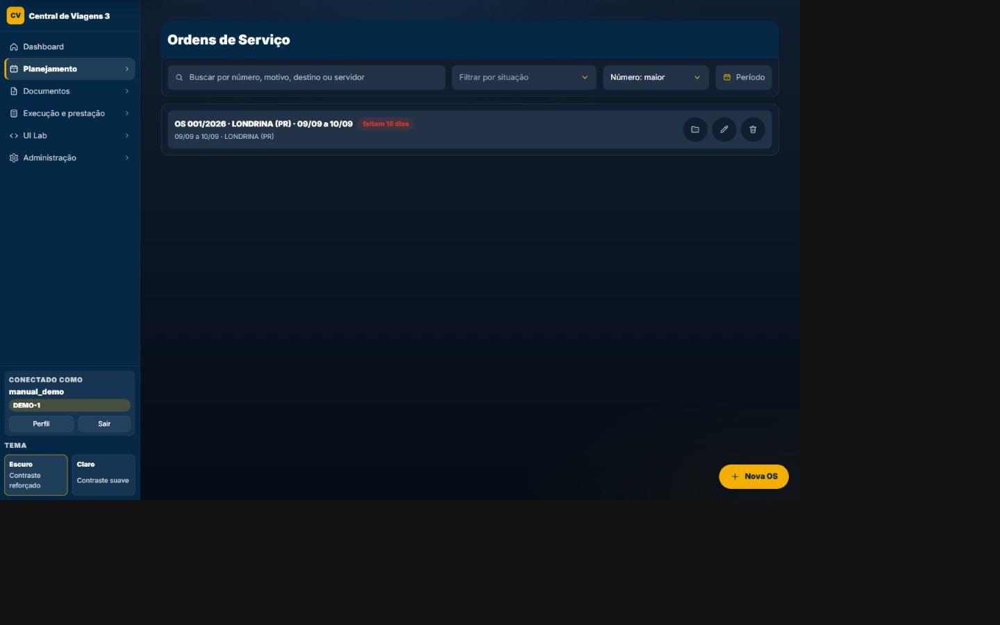 CV Central de Viagens 3
Dashboard
Planejamento
Documentos
Execução e prestação
UI Lab
Administração
CONECTADO COMO
manual_demo
DEMO-1
Perfil Sair
TEMA
Escuro
Contraste
reforçado
Claro
Contraste suave
Ordens de Serviço
Buscar por número, motivo, destino ou servidor
Filtrar por situação
Número: maior
Período
OS 001/2026 · LONDRINA (PR) · 09/09 a 10/09 faltam 16 dias
09/09 a 10/09 · LONDRINA (PR)
+ Nova OS